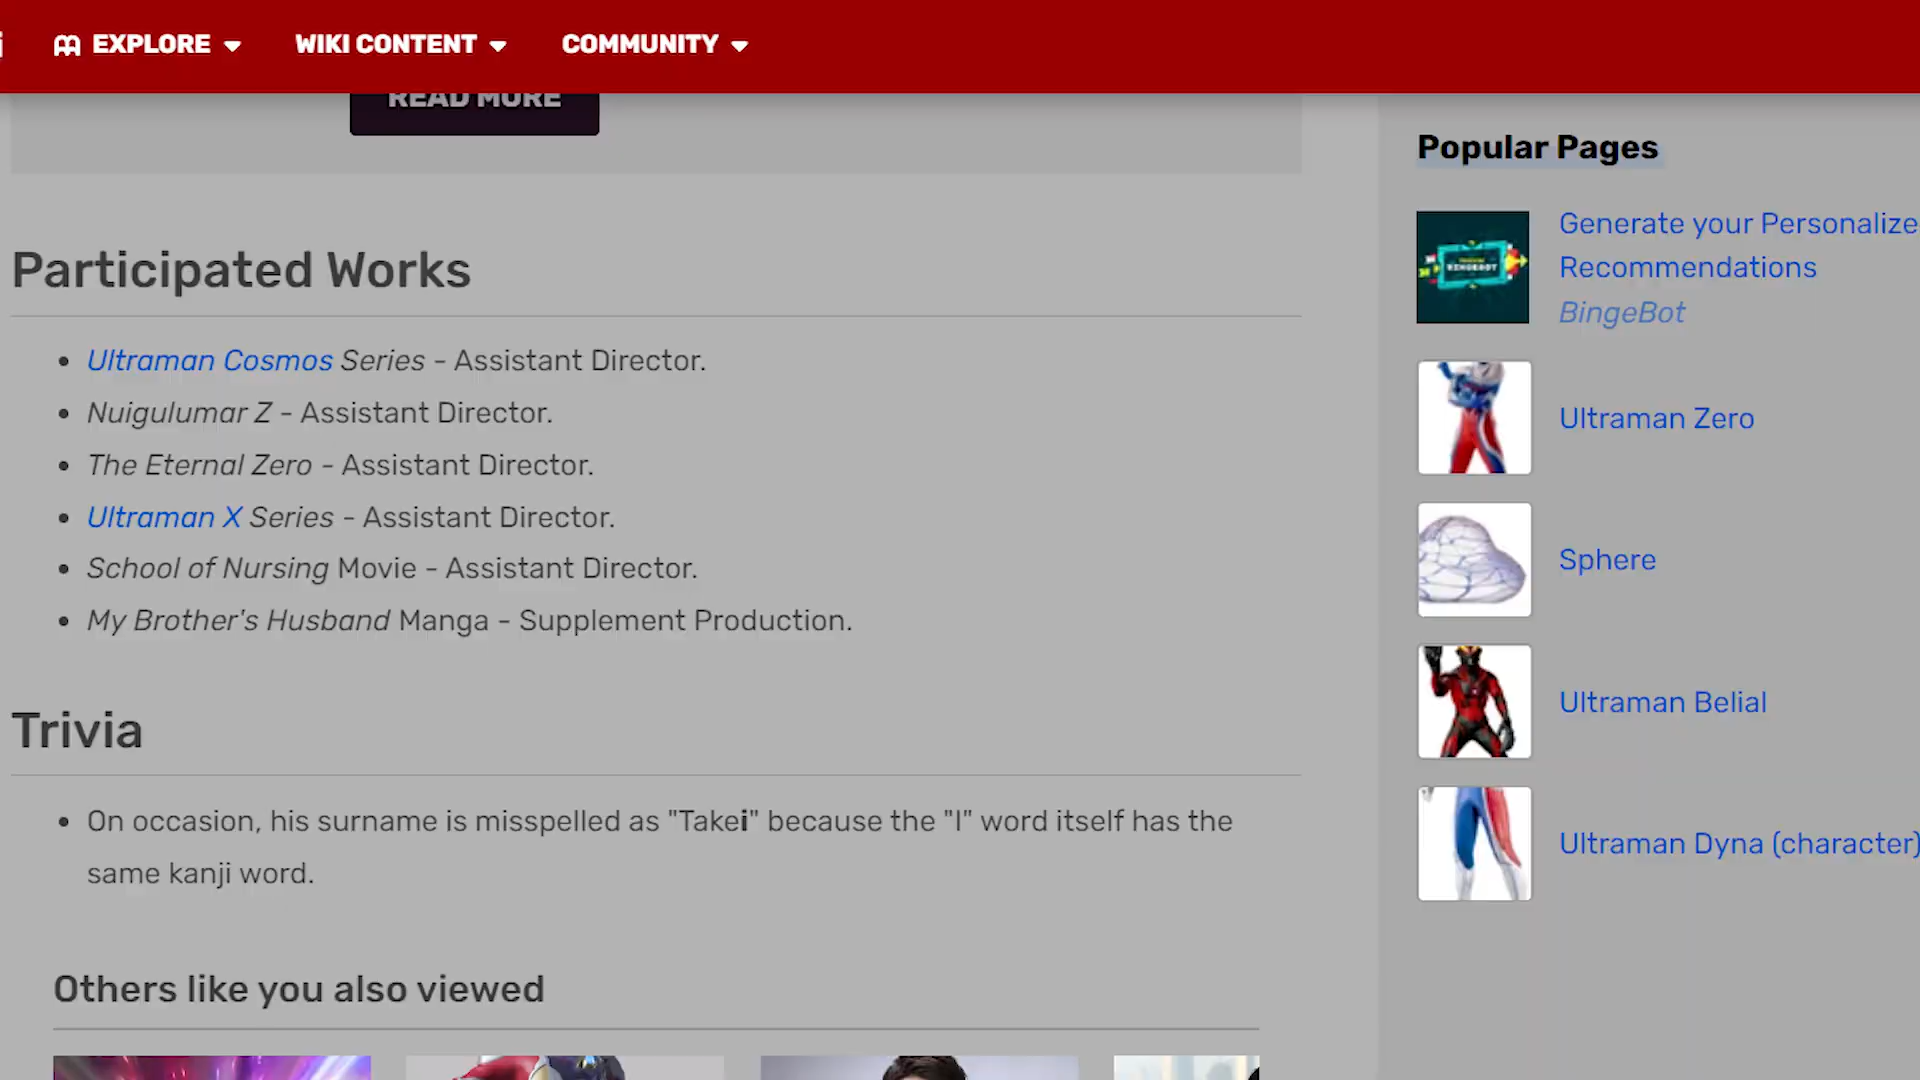 EXPLORE WIKI CONTENT COMMUNITY
READ MORE
Participated Works
Ultraman Cosmos Series - Assistant Director.
Nuigulumar Z - Assistant Director.
The Eternal Zero - Assistant Director.
Ultraman X Series - Assistant Director.
School of Nursing Movie - Assistant Director.
My Brother's Husband Manga - Supplement Production.
Trivia
On occasion, his surname is misspelled as "Takei" because the "I" word itself has the
same kanji word.
Others like you also viewed
Popular Pages
Generate your Personalize
Recommendations
BingeBot
Ultraman Zero
Sphere
Ultraman Belial
Ultraman Dyna (character)